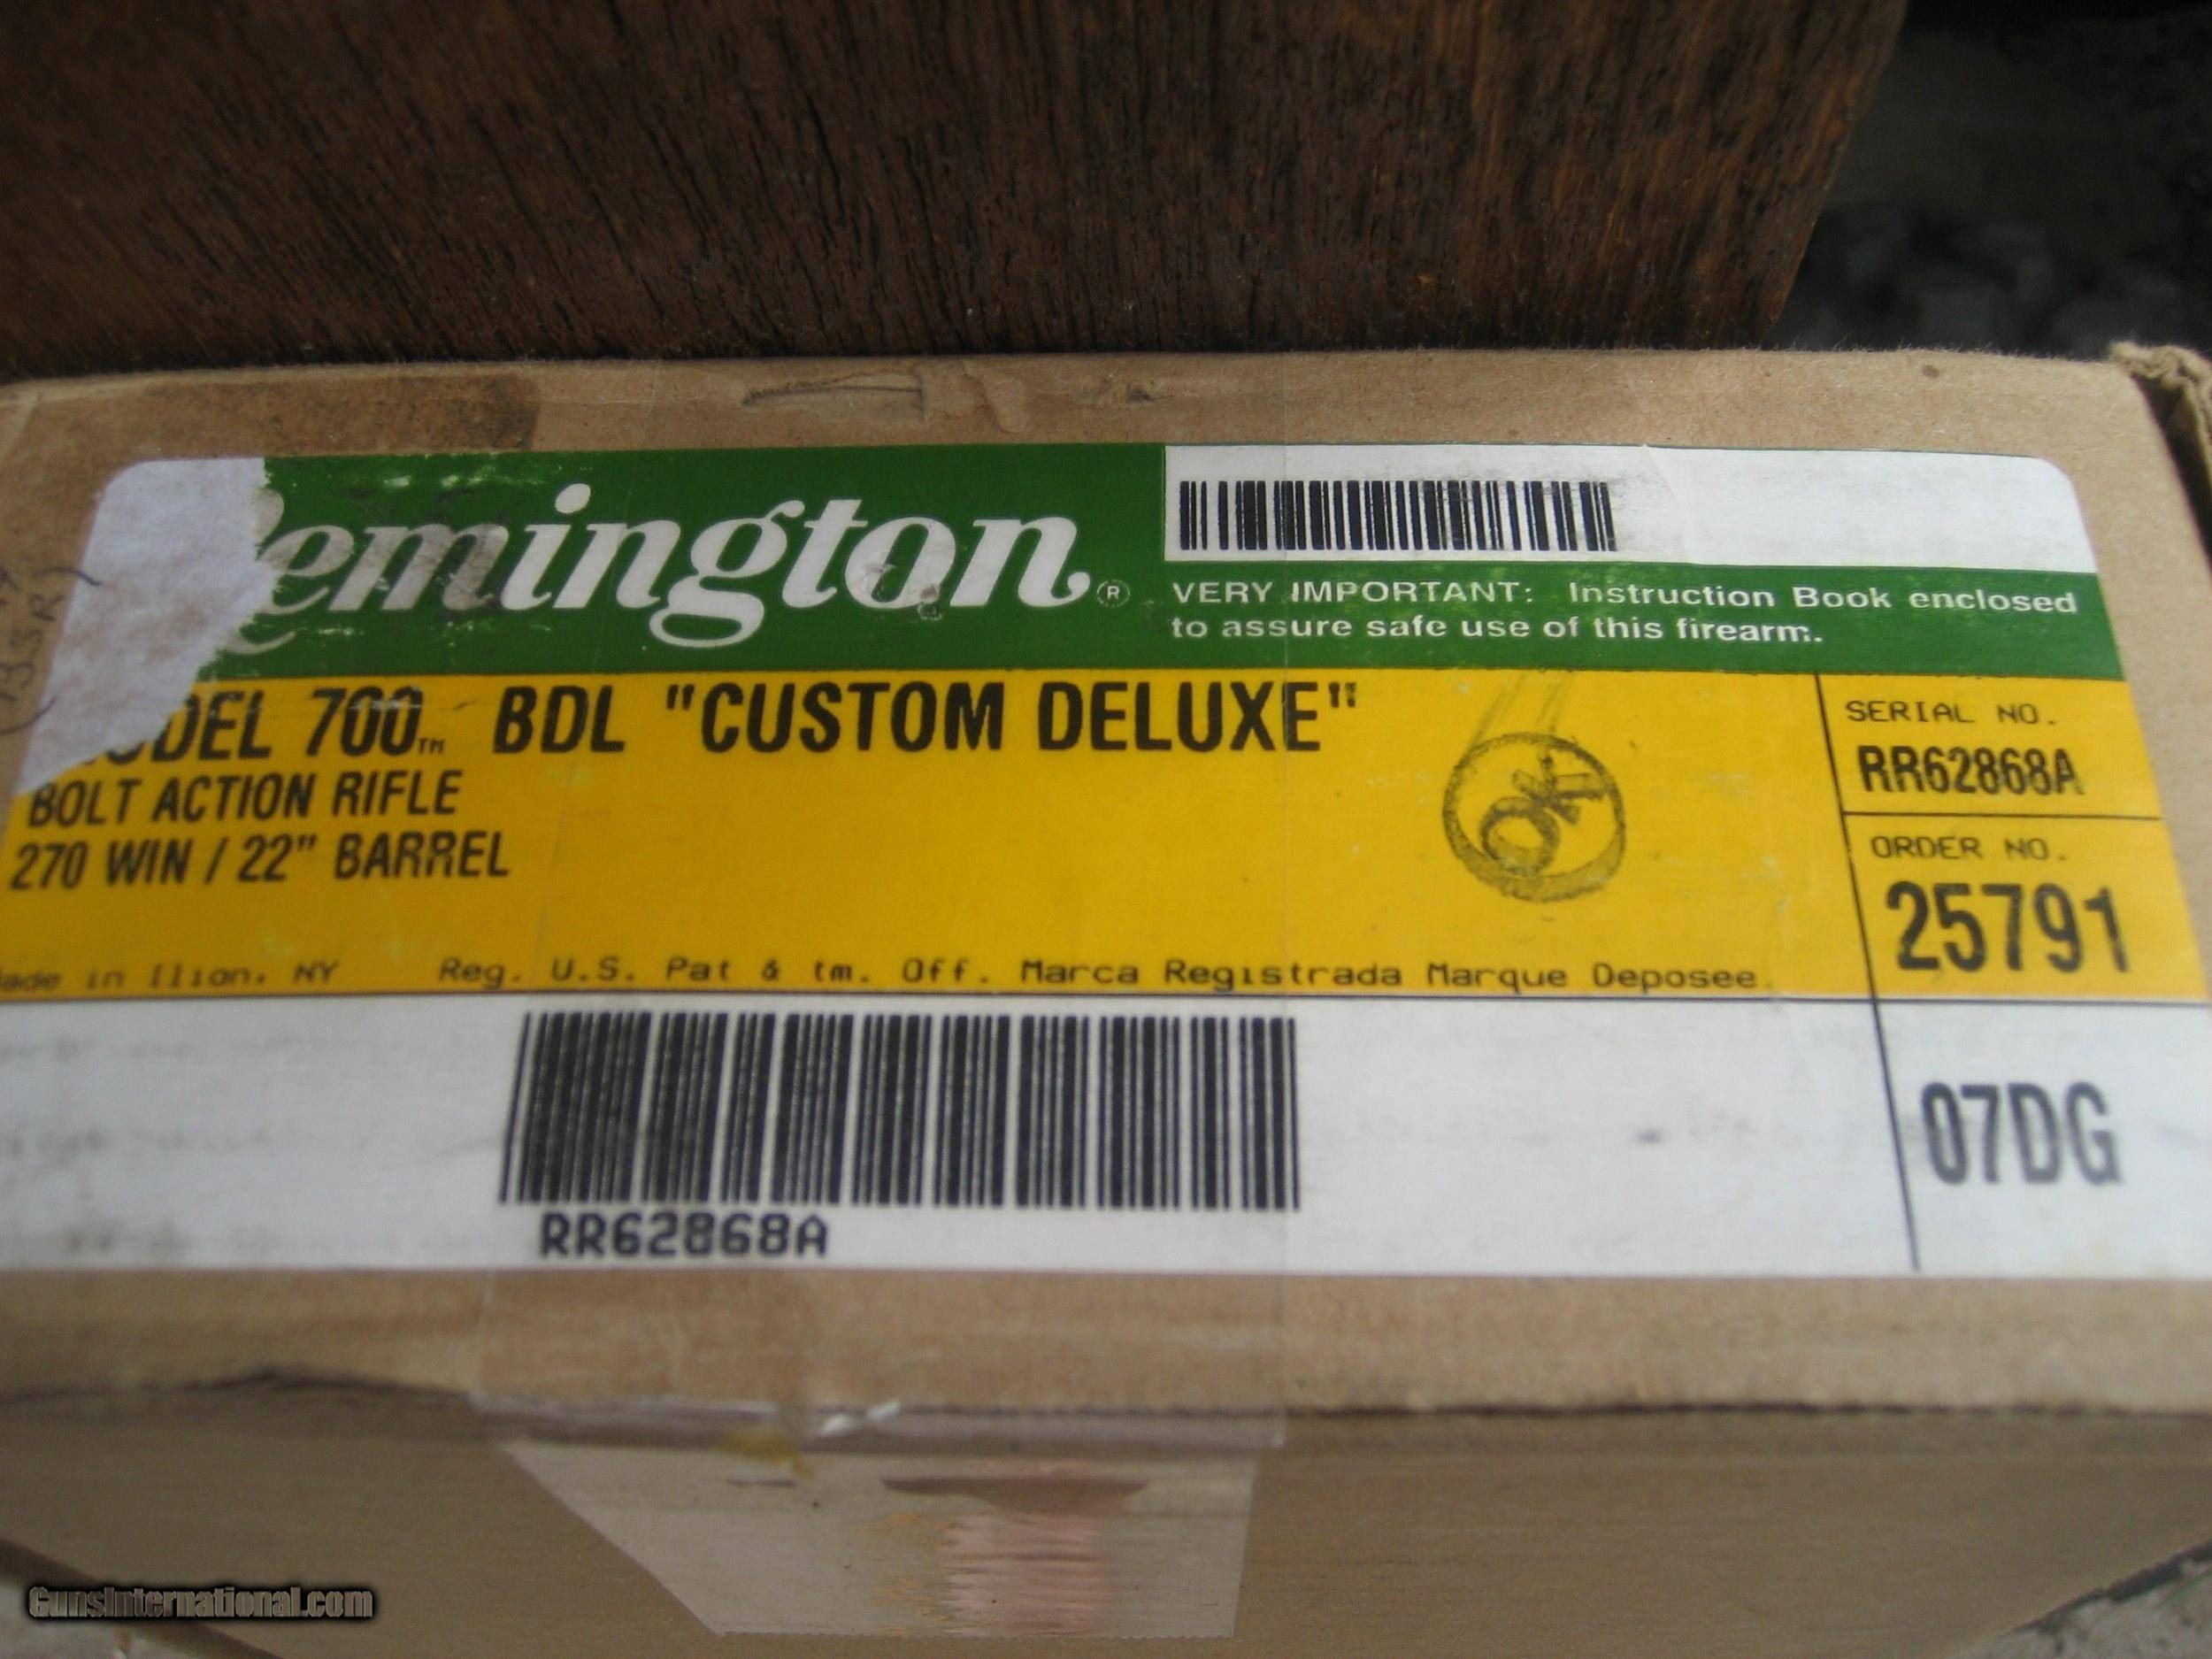 emington®
VERY IMPORTANT: Instruction Book enclosed
to assure safe use of this firearm.
ODEL 700™ BDL "CUSTOM DELUXE"
BOLT ACTION RIFLE
270 WIN / 22" BARREL
OK
SERIAL NO.
RR62868A
ORDER NO.
25791
ade in Ilion, NY Reg. U.S. Pat & tm. Off. Marca Registrada Marque Deposee.
RR62868A
07DG
GunsInternational.com